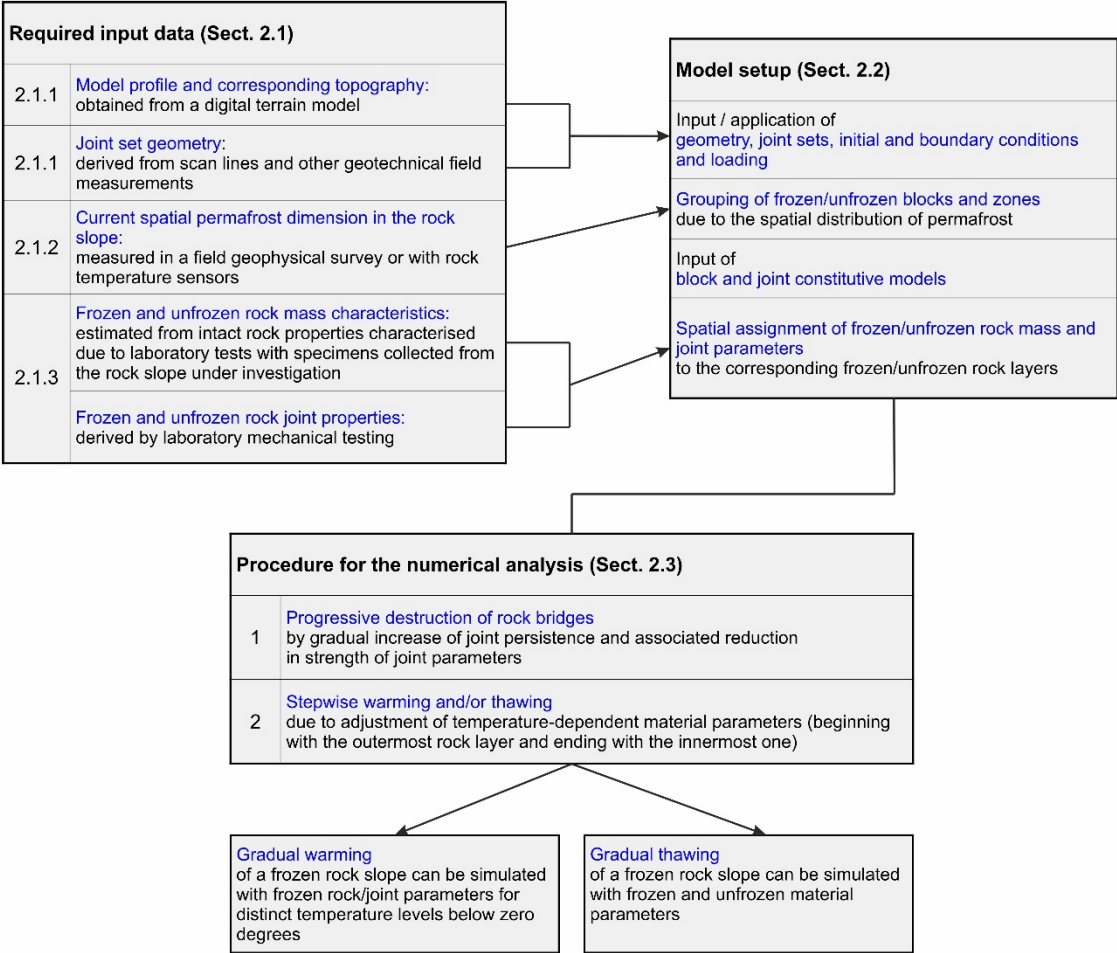 Required input data (Sect. 2.1)
2.1.1
Model profile and corresponding topography:
obtained from a digital terrain model
2.1.1
Joint set geometry:
derived from scan lines and other geotechnical field
measurements
2.1.2
Current spatial permafrost dimension in the rock
slope:
measured in a field geophysical survey or with rock
temperature sensors
2.1.3
Frozen and unfrozen rock mass characteristics:
estimated from intact rock properties characterised
due to laboratory tests with specimens collected from
the rock slope under investigation
Frozen and unfrozen rock joint properties:
derived by laboratory mechanical testing
Model setup (Sect. 2.2)
Input / application of
geometry, joint sets, initial and boundary conditions
and loading
Grouping of frozen/unfrozen blocks and zones
due to the spatial distribution of permafrost
Input of
block and joint constitutive models
Spatial assignment of frozen/unfrozen rock mass and
joint parameters
to the corresponding frozen/unfrozen rock layers
Procedure for the numerical analysis (Sect. 2.3)
1
Progressive destruction of rock bridges
by gradual increase of joint persistence and associated reduction
in strength of joint parameters
2
Stepwise warming and/or thawing
due to adjustment of temperature-dependent material parameters (beginning
with the outermost rock layer and ending with the innermost one)
Gradual warming
of a frozen rock slope can be simulated
with frozen rock/joint parameters for
distinct temperature levels below zero
degrees
Gradual thawing
of a frozen rock slope can be simulated
with frozen and unfrozen material
parameters